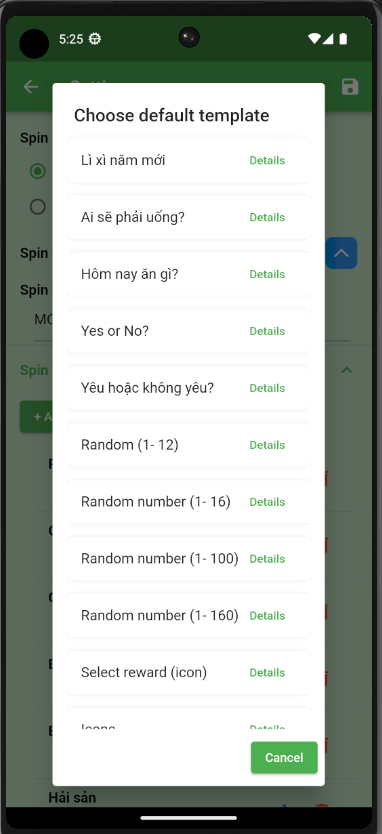 5:25
Choose default template
Spin
Lì xì năm mới Details
Ai sẽ phải uống? Details
Spin
Hôm nay ăn gì? Details
Spin
Yes or No? Details
Spin
Yêu hoặc không yêu? Details
+ A
Random (1- 12) Details
Random number (1- 16) Details
Random number (1- 100) Details
Random number (1- 160) Details
Select reward (icon) Details
Icons Details
Cancel
Hải sản